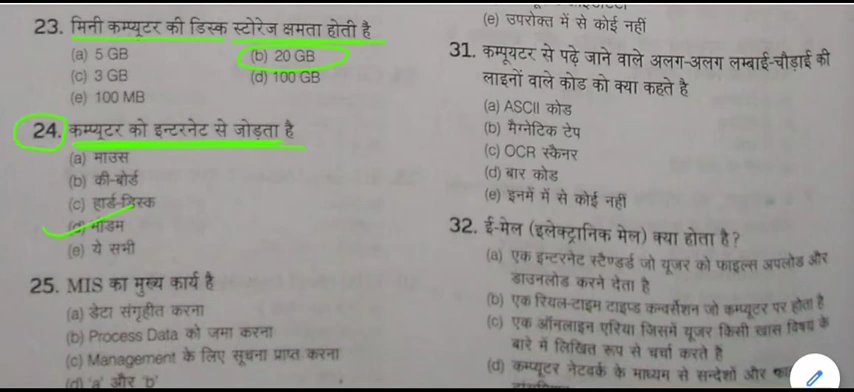 23. मिनी कम्प्यूटर की डिस्क स्टोरेज क्षमता होती है
(a) 5 GB
(b) 20 GB
(c) 3 GB
(d) 100 GB
(e) 100 MB
24. कम्प्यूटर को इन्टरनेट से जोड़ता है
(a) माउस
(b) की-बोर्ड
(c) हार्ड-डिस्क
(d) मॉडम
(e) ये सभी
25. MIS का मुख्य कार्य है
(a) डेटा संगृहीत करना
(b) Process Data को जमा करना
(c) Management के लिए सूचना प्राप्त करना
(d) 'a' और 'b'
(e) उपरोक्त में से कोई नहीं
31. कम्प्यूटर से पढ़े जाने वाले अलग-अलग लम्बाई-चौड़ाई की
लाइनों वाले कोड को क्या कहते है
(a) ASCII कोड
(b) मैग्नेटिक टेप
(c) OCR स्कैनर
(d) बार कोड
(e) इनमें में से कोई नहीं
32. ई-मेल (इलेक्ट्रानिक मेल) क्या होता है?
(a) एक इन्टरनेट स्टैण्डर्ड जो यूजर को फाइल्स अपलोड और
डाउनलोड करने देता है
(b) एक रियल-टाइम टाइप्ड कन्वर्सेशन जो कम्प्यूटर पर होता है
(c) एक ऑनलाइन एरिया जिसमें यूजर किसी खास विषय के
बारे में लिखित रूप से चर्चा करते है
(d) कम्प्यूटर नेटवर्क के माध्यम से सन्देशों और